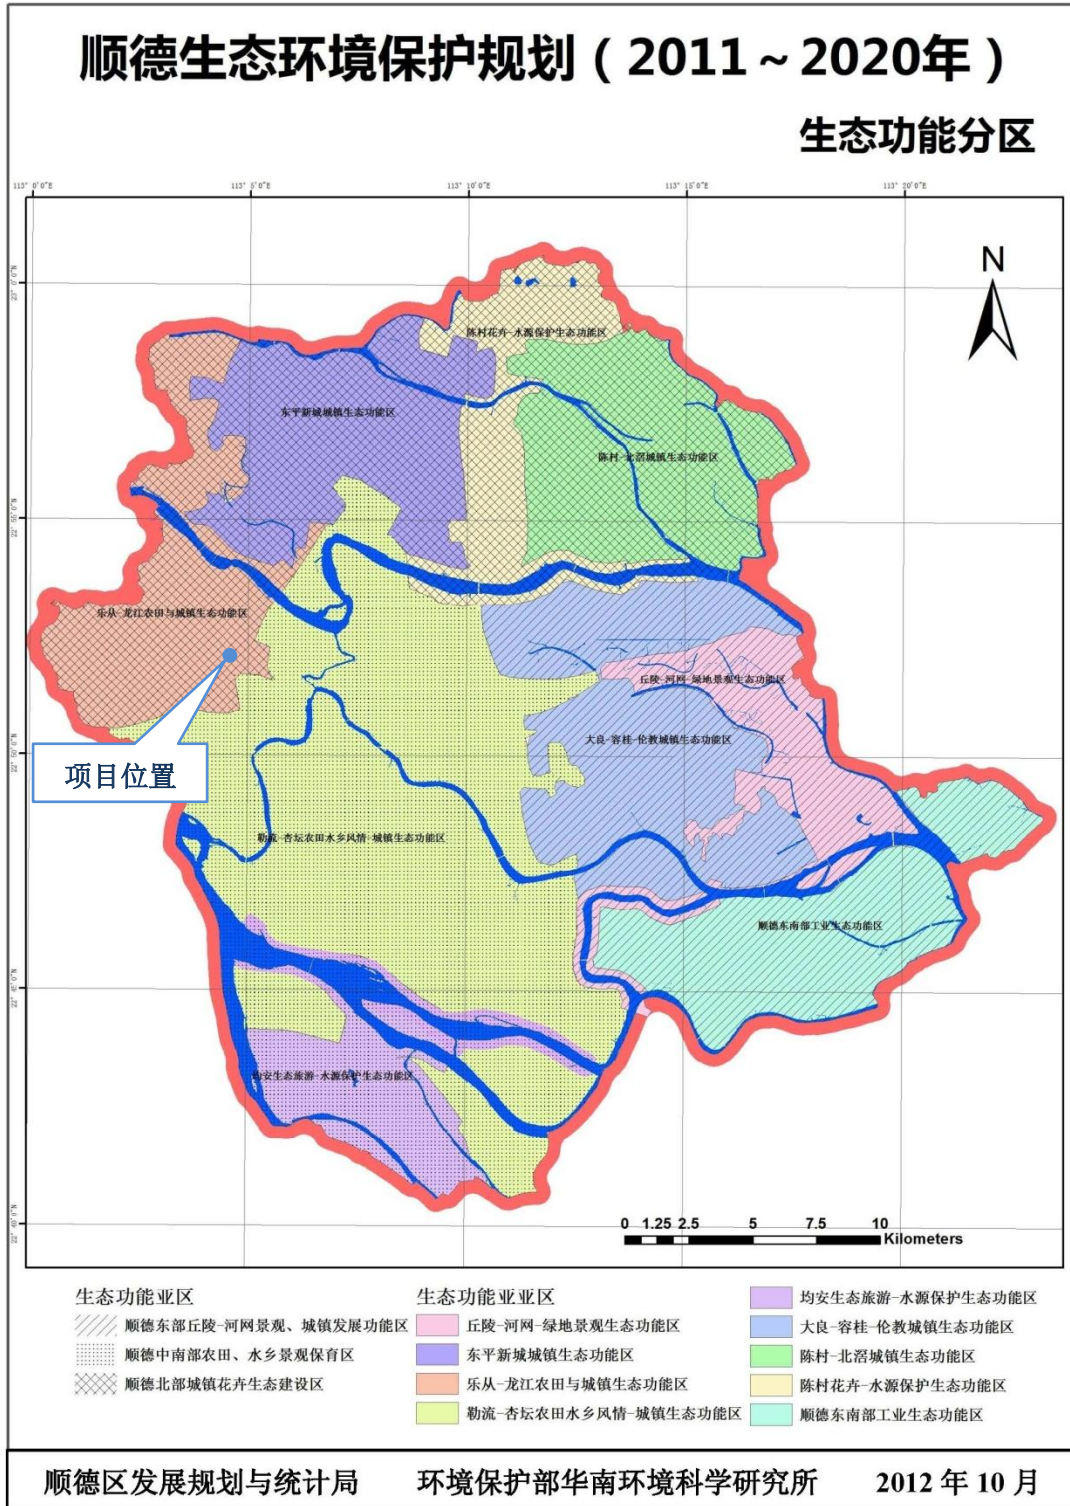 顺德生态环境保护规划（2011～2020年）
生态功能分区
113° 0'0"E
113° 5'0"E
113° 10'0"E
113° 15'0"E
113° 20'0"E
N
陈村花卉-水源保护生态功能区
东平新城城镇生态功能区
陈村-北滘城镇生态功能区
乐从-龙江农田与城镇生态功能区
丘陵-河网-绿地景观生态功能区
大良-容桂-伦教城镇生态功能区
项目位置
勒流-杏坛农田水乡风情-城镇生态功能区
顺德东南部工业生态功能区
均安生态旅游-水源保护生态功能区
0 1.25 2.5 5 7.5 10
Kilometers
生态功能亚区
顺德东部丘陵-河网景观、城镇发展功能区
顺德中南部农田、水乡景观保育区
顺德北部城镇花卉生态建设区
生态功能亚亚区
丘陵-河网-绿地景观生态功能区
东平新城城镇生态功能区
乐从-龙江农田与城镇生态功能区
勒流-杏坛农田水乡风情-城镇生态功能区
均安生态旅游-水源保护生态功能区
大良-容桂-伦教城镇生态功能区
陈村-北滘城镇生态功能区
陈村花卉-水源保护生态功能区
顺德东南部工业生态功能区
顺德区发展规划与统计局 环境保护部华南环境科学研究所 2012 年 10 月